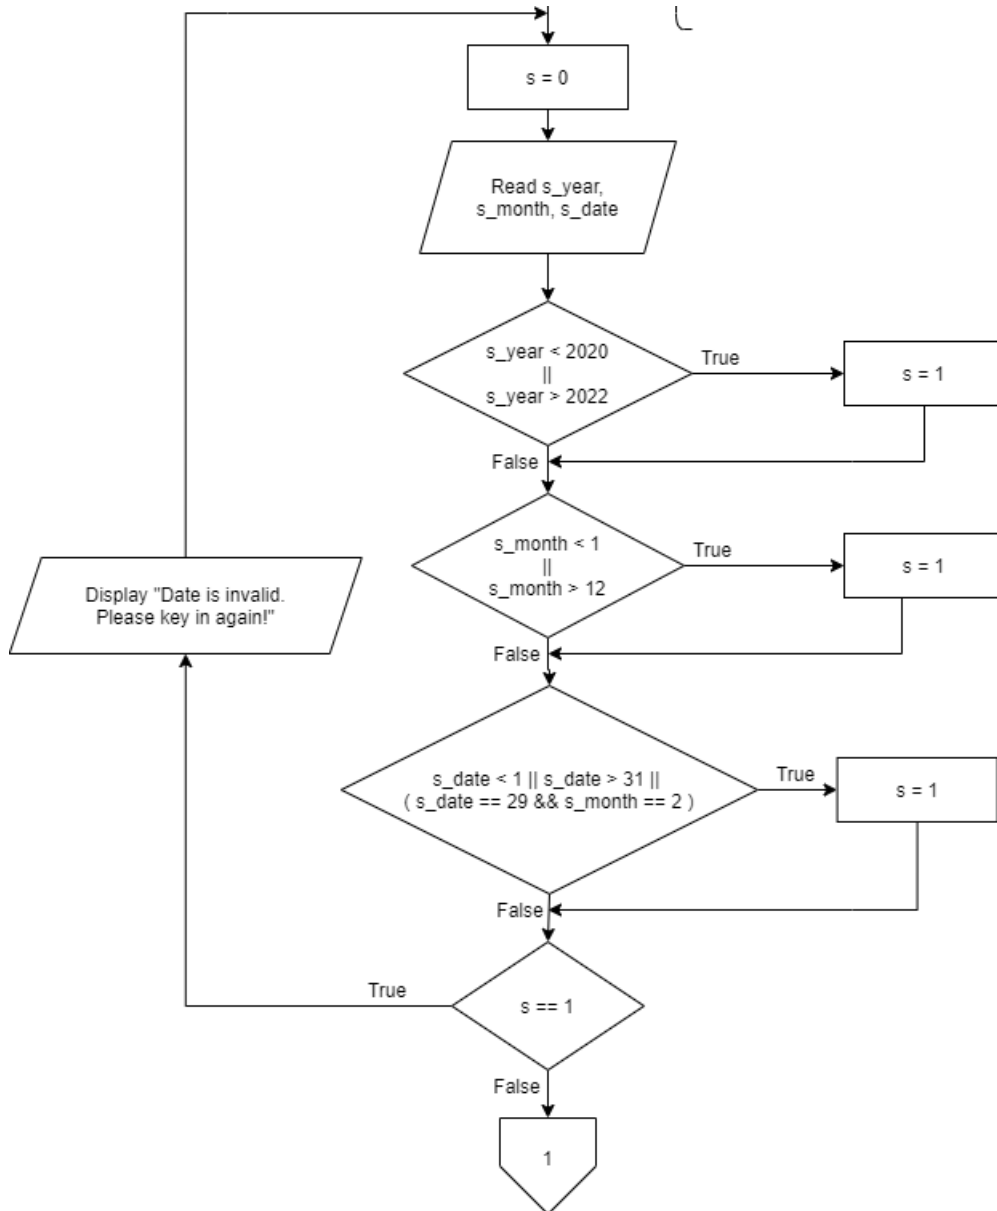 s = 0
Read s_year,
s_month, s_date
s_year < 2020
||
s_year > 2022
True
s = 1
False
s_month < 1
||
s_month > 12
True
s = 1
Display "Date is invalid.
Please key in again!"
False
s_date < 1 || s_date > 31 ||
( s_date == 29 && s_month == 2 )
True
s = 1
False
True
s == 1
False
1